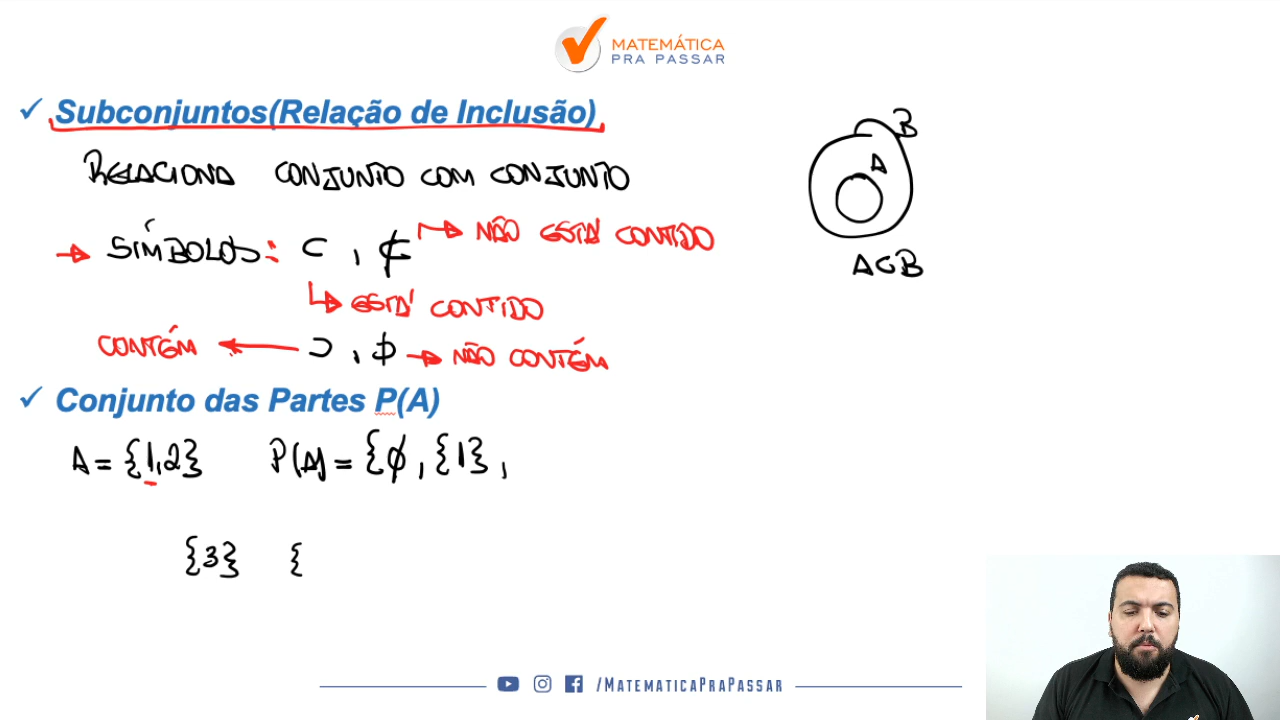 MATEMÁTICA
PRA PASSAR
✓ Subconjuntos(Relação de Inclusão)
RELACIONA CONJUNTO COM CONJUNTO
→ SÍMBOLOS: ⊂ , ⊄ → NÃO ESTÁ CONTIDO
→ ESTÁ CONTIDO
CONTÉM ← ⊃ , ⊅ → NÃO CONTÉM
B
A
A⊂B
✓ Conjunto das Partes P(A)
A = {1,2} P(A) = {∅ , {1} ,
{3} {
/MATEMATICAPRAPASSAR